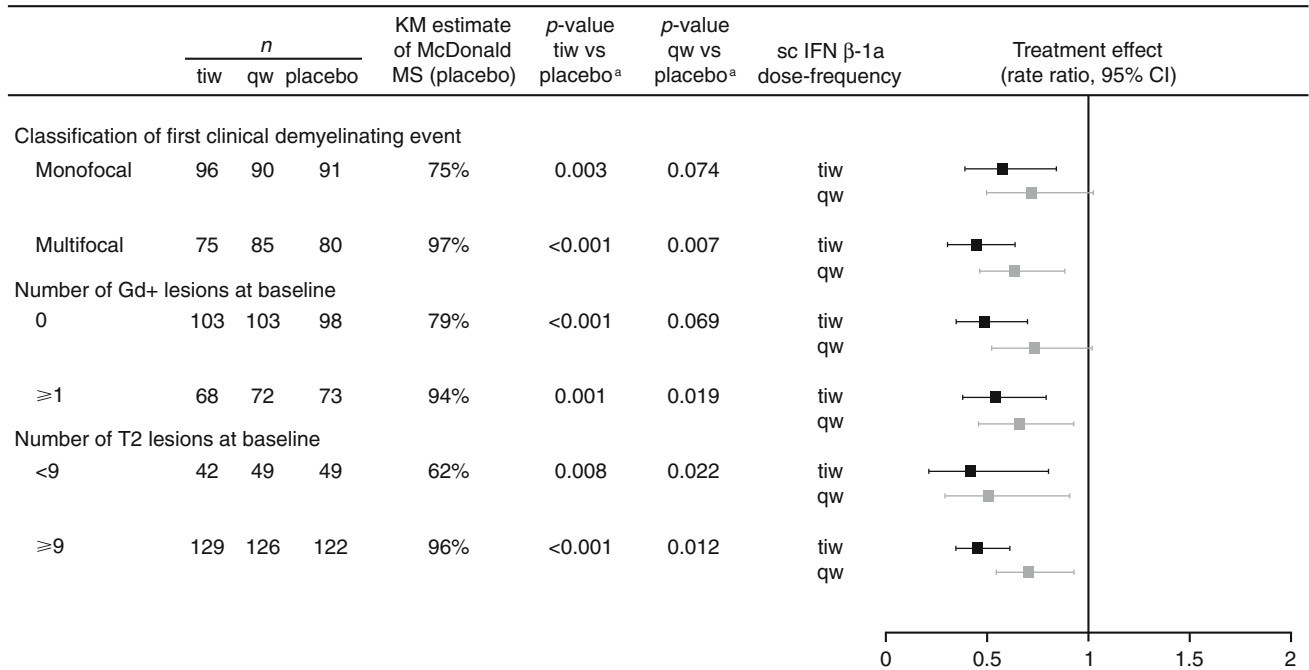 n
KM estimate of McDonald MS (placebo)
p-value tiw vs placebo a
p-value qw vs placebo a
sc IFN β-1a dose-frequency
Treatment effect (rate ratio, 95% CI)
tiw qw placebo
Classification of first clinical demyelinating event
Monofocal 96 90 91 75% 0.003 0.074 tiw
qw
Multifocal 75 85 80 97% <0.001 0.007 tiw
qw
Number of Gd+ lesions at baseline
0 103 103 98 79% <0.001 0.069 tiw
qw
⩾1 68 72 73 94% 0.001 0.019 tiw
qw
Number of T2 lesions at baseline
<9 42 49 49 62% 0.008 0.022 tiw
qw
⩾9 129 126 122 96% <0.001 0.012 tiw
qw
0 0.5 1 1.5 2